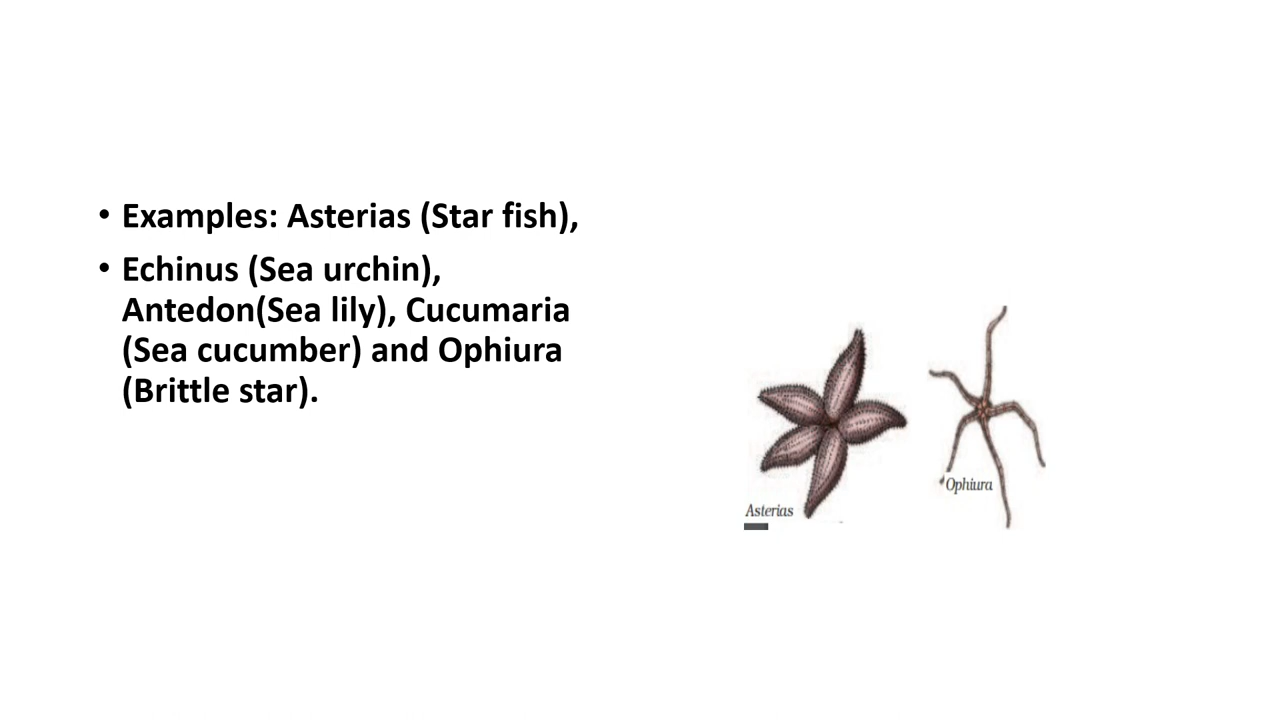 • Examples: Asterias (Star fish),
• Echinus (Sea urchin),
Antedon(Sea lily), Cucumaria
(Sea cucumber) and Ophiura
(Brittle star).
Ophiura
Asterias